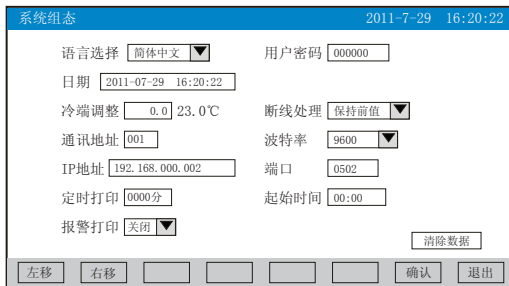 系统组态 2011-7-29 16:20:22
语言选择 简体中文 用户密码 000000
日期 2011-07-29 16:20:22
冷端调整 0.0 23.0℃ 断线处理 保持前值
通讯地址 001 波特率 9600
IP地址 192.168.000.002 端口 0502
定时打印 0000分 起始时间 00:00
报警打印 关闭
清除数据
左移 右移 确认 退出